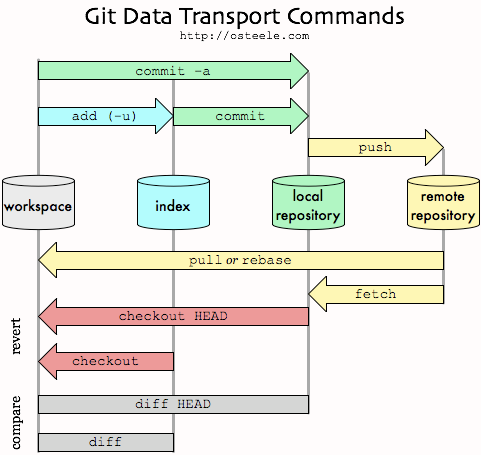 Git Data Transport Commands
http://osteele.com
commit -a
add (-u)
commit
push
workspace
index
local
repository
remote
repository
pull or rebase
fetch
revert
checkout HEAD
checkout
compare
diff HEAD
diff